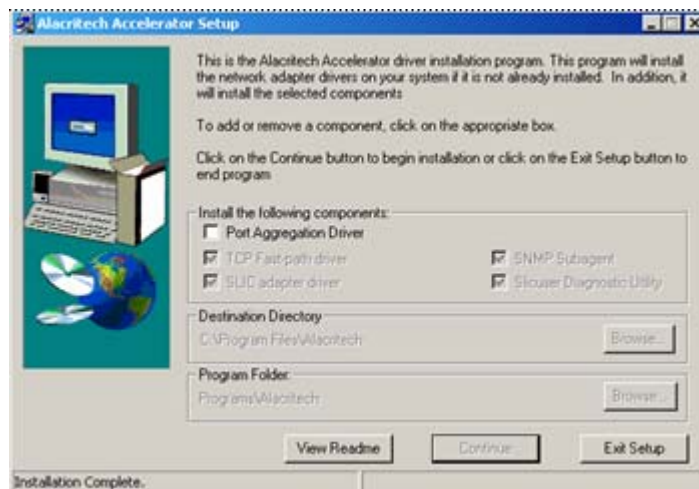 Alacritech Accelerator Setup
This is the Alacritech Accelerator driver installation program. This program will install
the network adapter drivers on your system if it is not already installed. In addition, it
will install the selected components
To add or remove a component, click on the appropriate box.
Click on the Continue button to begin installation or click on the Exit Setup button to
end program
Install the following components:
Port Aggregation Driver
TCP Fast-path driver
SNMP Subagent
SLIC adapter driver
Slicuser Diagnostic Utility
Destination Directory
C:\Program Files\Alacritech
Browse...
Program Folder:
Programs\Alacritech
Browse...
View Readme
Continue
Exit Setup
Installation Complete.